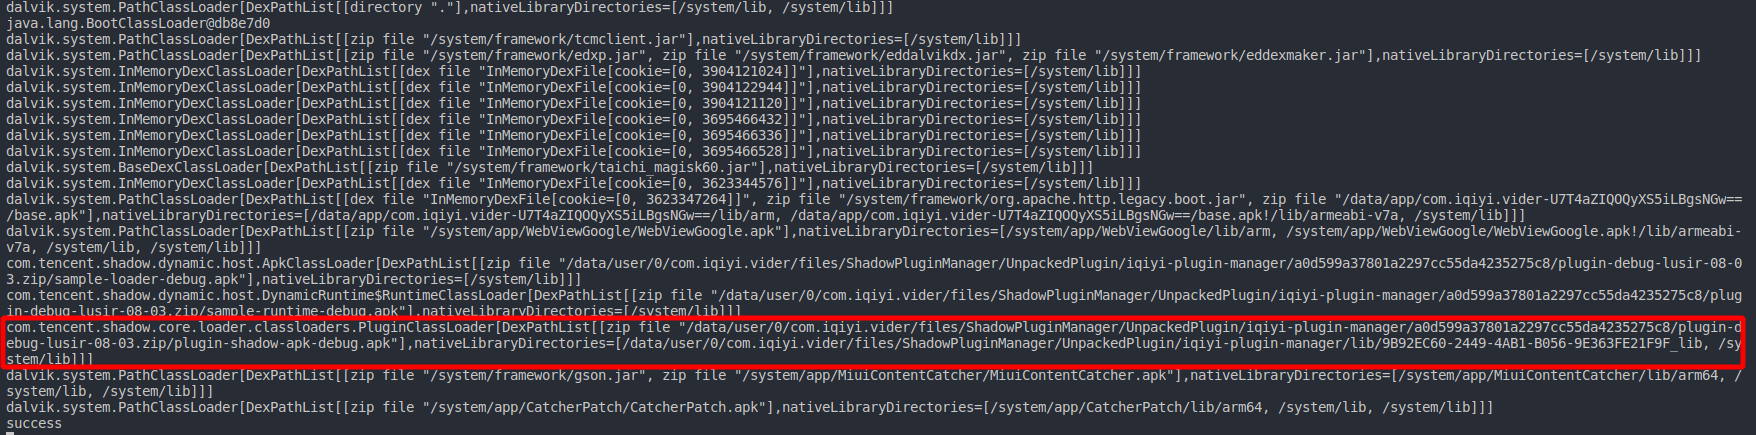 dalvik.system.PathClassLoader[DexPathList[[directory "."],nativeLibraryDirectories=[/system/lib, /system/lib]]]
java.lang.BootClassLoader@db8e7d0
dalvik.system.PathClassLoader[DexPathList[[zip file "/system/framework/tcmclient.jar"],nativeLibraryDirectories=[/system/lib]]]
dalvik.system.PathClassLoader[DexPathList[[zip file "/system/framework/edxp.jar", zip file "/system/framework/eddalvikdx.jar", zip file "/system/framework/eddexmaker.jar"],nativeLibraryDirectories=[/system/lib]]]
dalvik.system.InMemoryDexClassLoader[DexPathList[[dex file "InMemoryDexFile[cookie=[0, 3904121024]]"],nativeLibraryDirectories=[/system/lib]]]
dalvik.system.InMemoryDexClassLoader[DexPathList[[dex file "InMemoryDexFile[cookie=[0, 3904122944]]"],nativeLibraryDirectories=[/system/lib]]]
dalvik.system.InMemoryDexClassLoader[DexPathList[[dex file "InMemoryDexFile[cookie=[0, 3904121120]]"],nativeLibraryDirectories=[/system/lib]]]
dalvik.system.InMemoryDexClassLoader[DexPathList[[dex file "InMemoryDexFile[cookie=[0, 3695466432]]"],nativeLibraryDirectories=[/system/lib]]]
dalvik.system.InMemoryDexClassLoader[DexPathList[[dex file "InMemoryDexFile[cookie=[0, 3695466336]]"],nativeLibraryDirectories=[/system/lib]]]
dalvik.system.InMemoryDexClassLoader[DexPathList[[dex file "InMemoryDexFile[cookie=[0, 3695466528]]"],nativeLibraryDirectories=[/system/lib]]]
dalvik.system.BaseDexClassLoader[DexPathList[[zip file "/system/framework/taichi_magisk60.jar"],nativeLibraryDirectories=[/system/lib]]]
dalvik.system.InMemoryDexClassLoader[DexPathList[[dex file "InMemoryDexFile[cookie=[0, 3623344576]]"],nativeLibraryDirectories=[/system/lib]]]
dalvik.system.PathClassLoader[DexPathList[[dex file "InMemoryDexFile[cookie=[0, 3623347264]]", zip file "/system/framework/org.apache.http.legacy.boot.jar", zip file "/data/app/com.iqiyi.vider-U7T4aZIQOQyXS5iLBgsNGw==
/base.apk"],nativeLibraryDirectories=[/data/app/com.iqiyi.vider-U7T4aZIQOQyXS5iLBgsNGw==/lib/arm, /data/app/com.iqiyi.vider-U7T4aZIQOQyXS5iLBgsNGw==/base.apk!/lib/armeabi-v7a, /system/lib]]]
dalvik.system.PathClassLoader[DexPathList[[zip file "/system/app/WebViewGoogle/WebViewGoogle.apk"],nativeLibraryDirectories=[/system/app/WebViewGoogle/lib/arm, /system/app/WebViewGoogle/WebViewGoogle.apk!/lib/armeabi-
v7a, /system/lib, /system/lib]]]
com.tencent.shadow.dynamic.host.ApkClassLoader[DexPathList[[zip file "/data/user/0/com.iqiyi.vider/files/ShadowPluginManager/UnpackedPlugin/iqiyi-plugin-manager/a0d599a37801a2297cc55da4235275c8/plugin-debug-lusir-08-0
3.zip/sample-loader-debug.apk"],nativeLibraryDirectories=[/system/lib]]]
com.tencent.shadow.dynamic.host.DynamicRuntime$RuntimeClassLoader[DexPathList[[zip file "/data/user/0/com.iqiyi.vider/files/ShadowPluginManager/UnpackedPlugin/iqiyi-plugin-manager/a0d599a37801a2297cc55da4235275c8/plug
in-debug-lusir-08-03.zip/sample-runtime-debug.apk"],nativeLibraryDirectories=[/system/lib]]]
com.tencent.shadow.core.loader.classloaders.PluginClassLoader[DexPathList[[zip file "/data/user/0/com.iqiyi.vider/files/ShadowPluginManager/UnpackedPlugin/iqiyi-plugin-manager/a0d599a37801a2297cc55da4235275c8/plugin-d
ebug-lusir-08-03.zip/plugin-shadow-apk-debug.apk"],nativeLibraryDirectories=[/data/user/0/com.iqiyi.vider/files/ShadowPluginManager/UnpackedPlugin/iqiyi-plugin-manager/lib/9B92EC60-2449-4AB1-B056-9E363FE21F9F_lib, /sy
stem/lib]]]
dalvik.system.PathClassLoader[DexPathList[[zip file "/system/framework/gson.jar", zip file "/system/app/MiuiContentCatcher/MiuiContentCatcher.apk"],nativeLibraryDirectories=[/system/app/MiuiContentCatcher/lib/arm64, /
system/lib, /system/lib]]]
dalvik.system.PathClassLoader[DexPathList[[zip file "/system/app/CatcherPatch/CatcherPatch.apk"],nativeLibraryDirectories=[/system/app/CatcherPatch/lib/arm64, /system/lib, /system/lib]]]
success